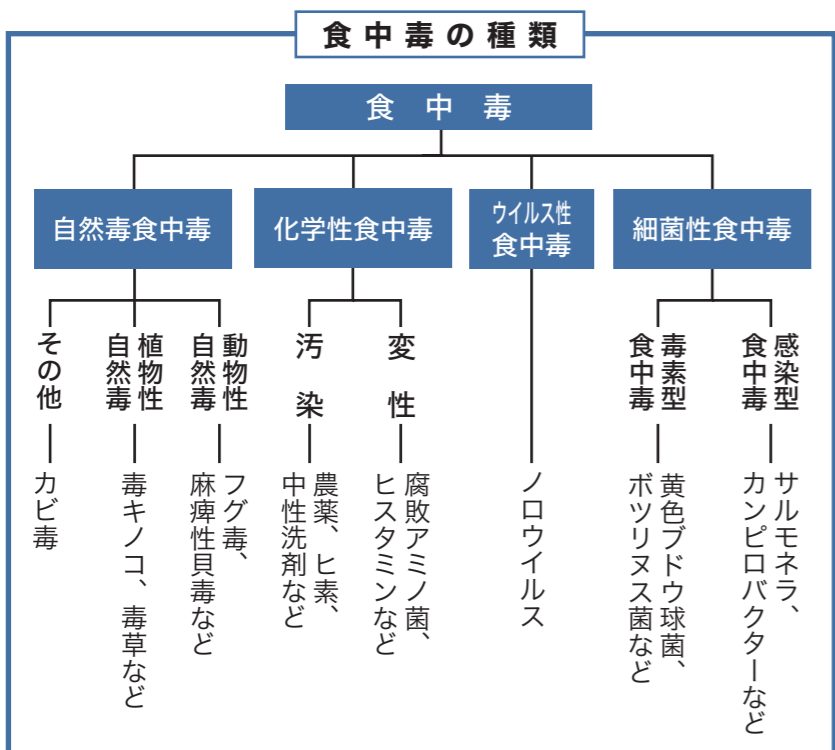 食中毒の種類
食中毒
自然毒食中毒
化学性食中毒
ウイルス性
食中毒
細菌性食中毒
感染型
食中毒
毒素型
食中毒
変性
汚染
動物性
自然毒
植物性
自然毒
その他
サルモネラ、
カンピロバクターなど
黄色ブドウ球菌、
ボツリヌス菌など
ノロウイルス
腐敗アミノ菌、
ヒスタミンなど
農薬、ヒ素、
中性洗剤など
フグ毒、
麻痺性貝毒など
毒キノコ、毒草など
カビ毒